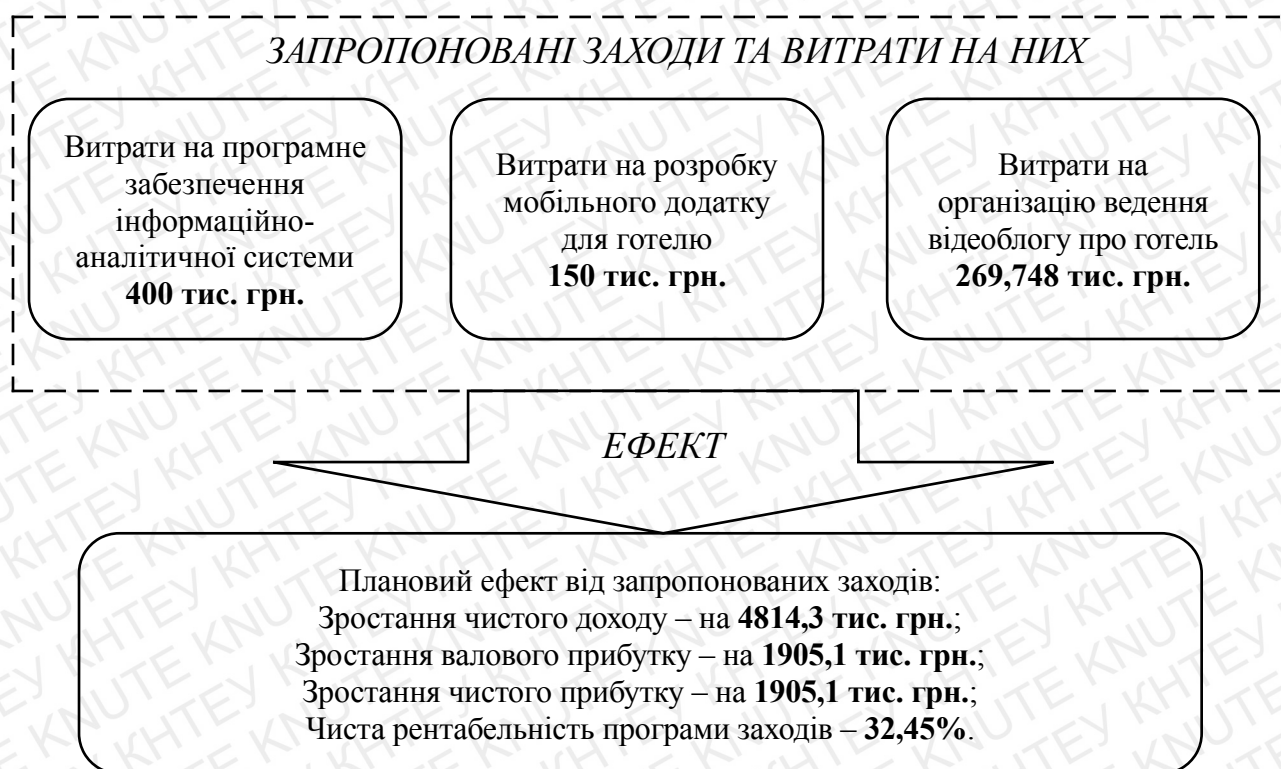 ЗАПРОПОНОВАНІ ЗАХОДИ ТА ВИТРАТИ НА НИХ
Витрати на програмне
забезпечення
інформаційно-
аналітичної системи
400 тис. грн.
Витрати на розробку
мобільного додатку
для готелю
150 тис. грн.
Витрати на
організацію ведення
відеоблогу про готель
269,748 тис. грн.
ЕФЕКТ
Плановий ефект від запропонованих заходів:
Зростання чистого доходу – на 4814,3 тис. грн.;
Зростання валового прибутку – на 1905,1 тис. грн.;
Зростання чистого прибутку – на 1905,1 тис. грн.;
Чиста рентабельність програми заходів – 32,45%.